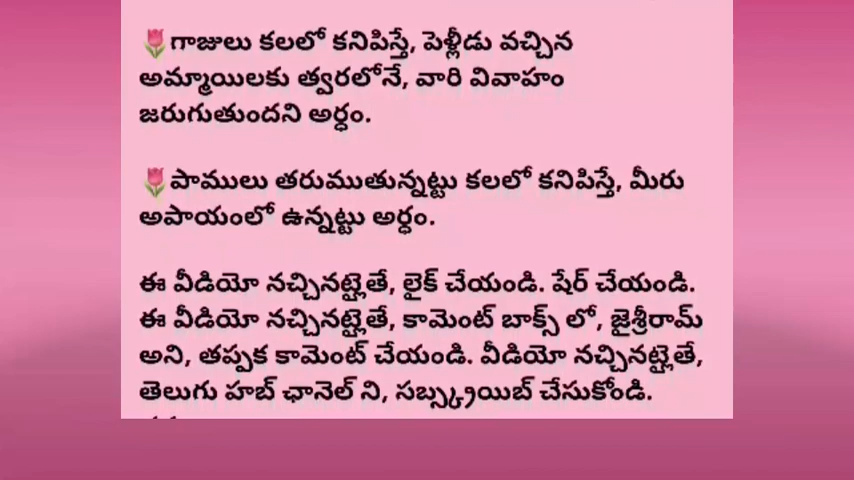 🌷గాజులు కలలో కనిపిస్తే, పెళ్లీడు వచ్చిన
అమ్మాయిలకు త్వరలోనే, వారి వివాహం
జరుగుతుందని అర్ధం.
🌷పాములు తరుముతున్నట్టు కలలో కనిపిస్తే, మీరు
అపాయంలో ఉన్నట్టు అర్ధం.
ఈ వీడియో నచ్చినట్లైతే, లైక్ చేయండి. షేర్ చేయండి.
ఈ వీడియో నచ్చినట్లైతే, కామెంట్ బాక్స్ లో, జైశ్రీరామ్
అని, తప్పక కామెంట్ చేయండి. వీడియో నచ్చినట్లైతే,
తెలుగు హబ్ ఛానెల్ ని, సబ్స్క్రయిబ్ చేసుకోండి.